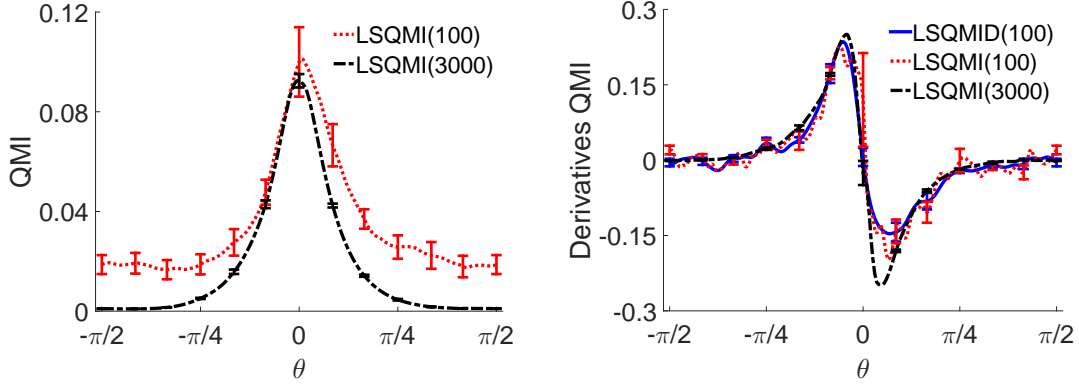 QMI
0.12
0.08
0.04
0
-π/2
-π/4
0
π/4
π/2
θ
LSQMI(100)
LSQMI(3000)
Derivatives QMI
0.3
0.15
0
-0.15
-0.3
-π/2
-π/4
0
π/4
π/2
θ
LSQMID(100)
LSQMI(100)
LSQMI(3000)